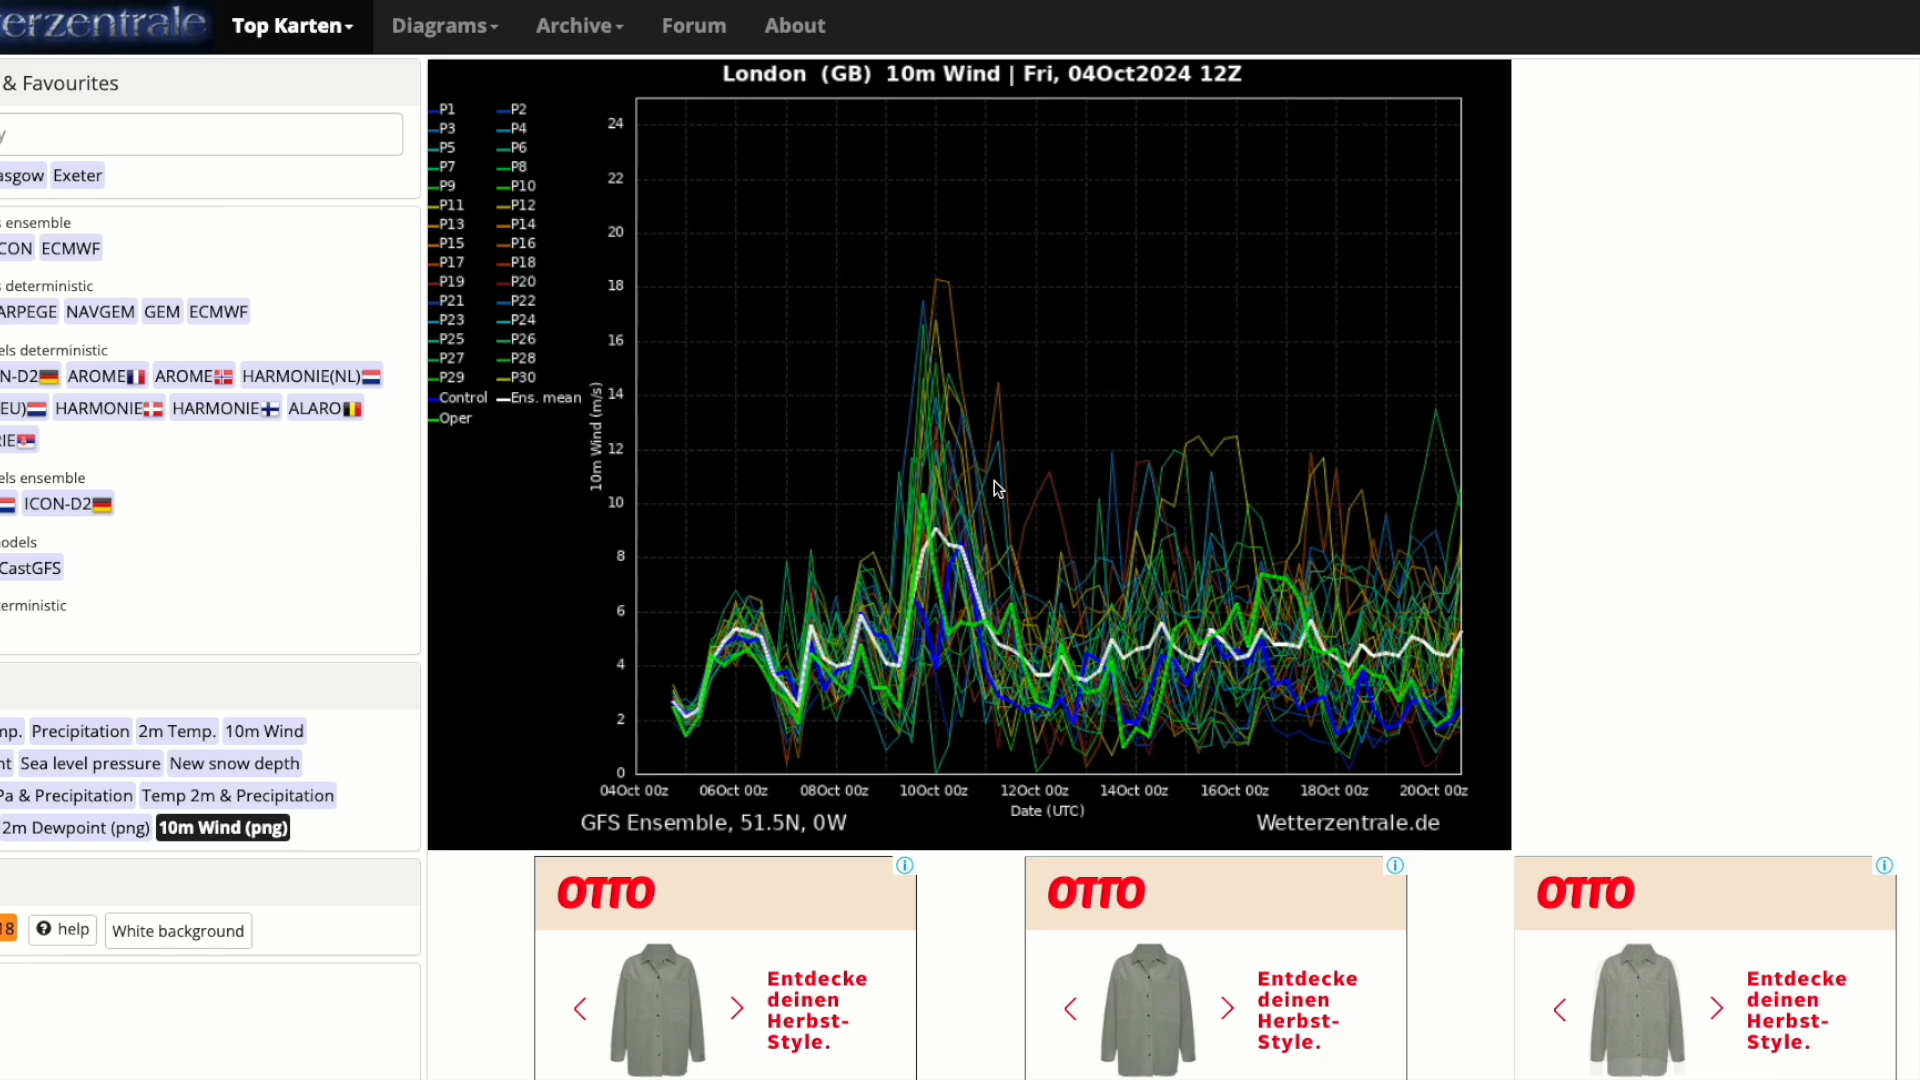 erzentrale
Top Karten
Diagrams
Archive
Forum
About
& Favourites
y
asgow Exeter
s ensemble
CON ECMWF
s deterministic
ARPEGE NAVGEM GEM ECMWF
els deterministic
N-D2 AROME AROME HARMONIE(NL)
EU) HARMONIE HARMONIE ALARO
RIE
els ensemble
ICON-D2
odels
CastGFS
terministic
mp. Precipitation 2m Temp. 10m Wind
nt Sea level pressure New snow depth
Pa & Precipitation Temp 2m & Precipitation
2m Dewpoint (png) 10m Wind (png)
18 help White background
London (GB) 10m Wind | Fri, 04Oct2024 12Z
P1 P2
P3 P4
P5 P6
P7 P8
P9 P10
P11 P12
P13 P14
P15 P16
P17 P18
P19 P20
P21 P22
P23 P24
P25 P26
P27 P28
P29 P30
Control Ens. mean
Oper
10m Wind (m/s)
24
22
20
18
16
14
12
10
8
6
4
2
0
04Oct 00z 06Oct 00z 08Oct 00z 10Oct 00z 12Oct 00z 14Oct 00z 16Oct 00z 18Oct 00z 20Oct 00z
Date (UTC)
GFS Ensemble, 51.5N, 0W
Wetterzentrale.de
OTTO
Entdecke
deinen
Herbst-
Style.
OTTO
Entdecke
deinen
Herbst-
Style.
OTTO
Entdecke
deinen
Herbst-
Style.